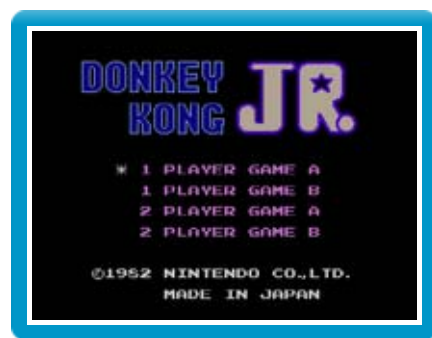 DONKEY KONG JR.
* 1 PLAYER GAME A
1 PLAYER GAME B
2 PLAYER GAME A
2 PLAYER GAME B
©1982 NINTENDO CO.,LTD.
MADE IN JAPAN